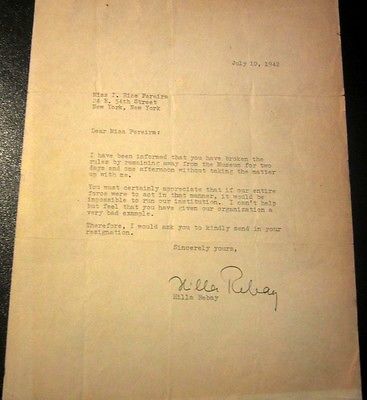 July 10, 1942
Miss I. Rice Pereira
24 E. 54th Street
New York, New York
Dear Miss Pereira:
I have been informed that you have broken the
rules by remaining away from the Museum for two
days and one afternoon without taking the matter
up with me.
You must certainly appreciate that if our entire
force were to act in that manner, it would be
impossible to run our institution. I can't help
but feel that you have given our organization a
very bad example.
Therefore, I would ask you to kindly send in your
resignation.
Sincerely yours,
Hilla Rebay
Hilla Rebay